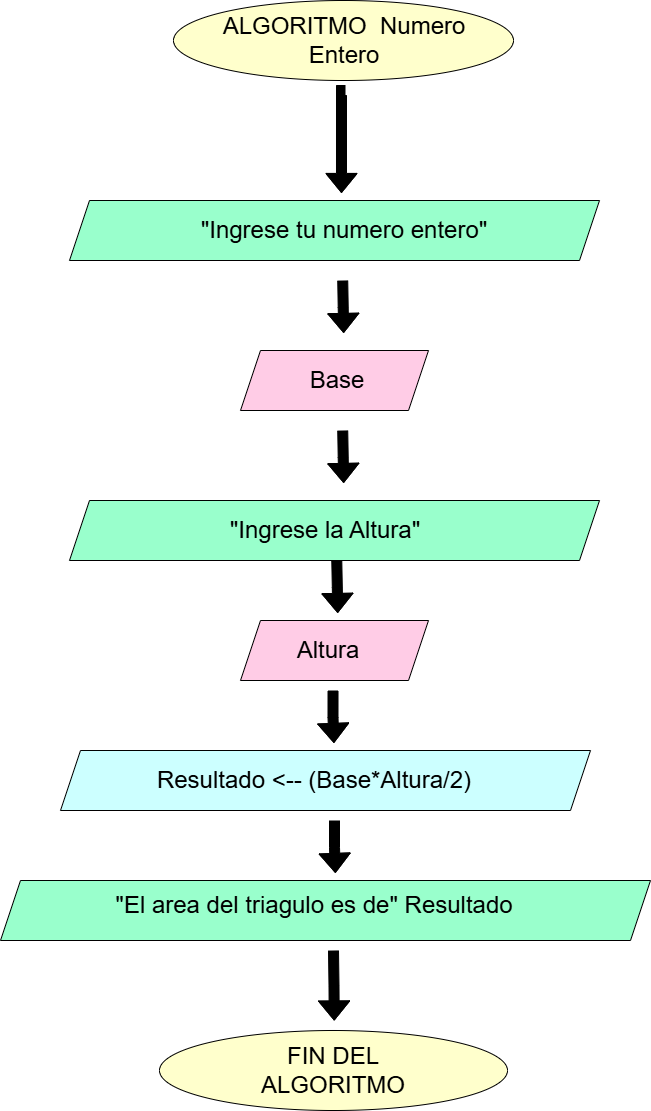 ALGORITMO  Numero
Entero
"Ingrese tu numero entero"
Base
"Ingrese la Altura"
Altura
Resultado <-- (Base*Altura/2)
"El area del triagulo es de" Resultado
FIN DEL
ALGORITMO